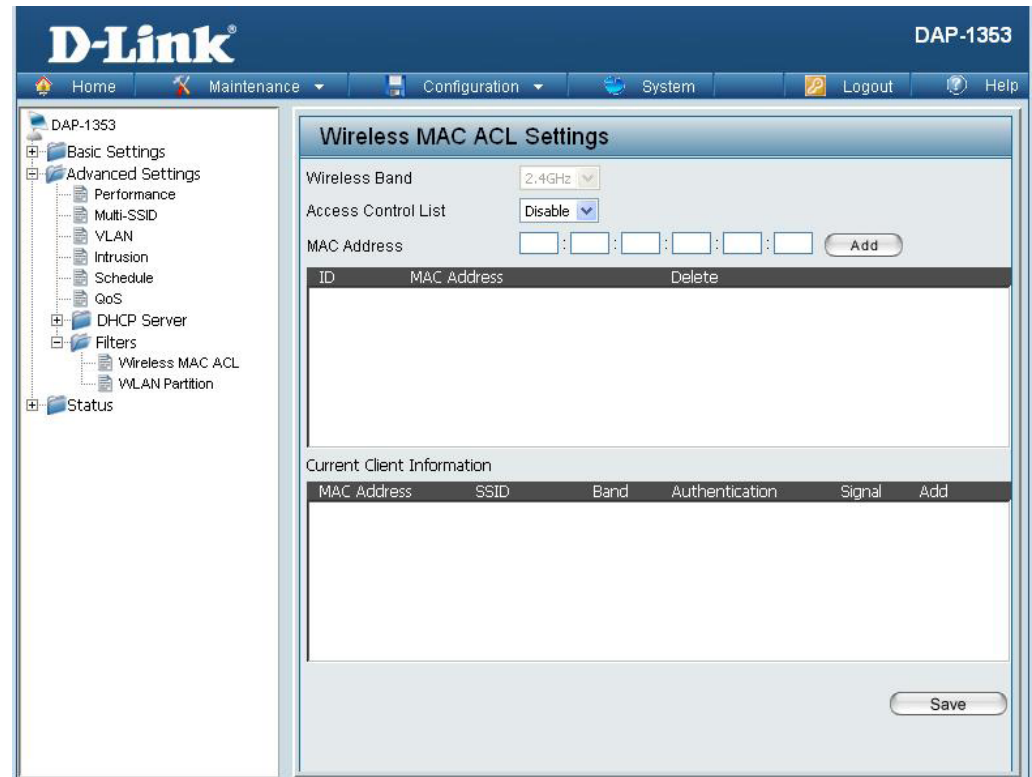 D-Link®
DAP-1353
Home Maintenance Configuration System Logout Help
DAP-1353
Basic Settings
Advanced Settings
Performance
Multi-SSID
VLAN
Intrusion
Schedule
QoS
DHCP Server
Filters
Wireless MAC ACL
WLAN Partition
Status
Wireless MAC ACL Settings
Wireless Band 2.4GHz
Access Control List Disable
MAC Address : : : : : Add
ID MAC Address Delete
Current Client Information
MAC Address SSID Band Authentication Signal Add
Save